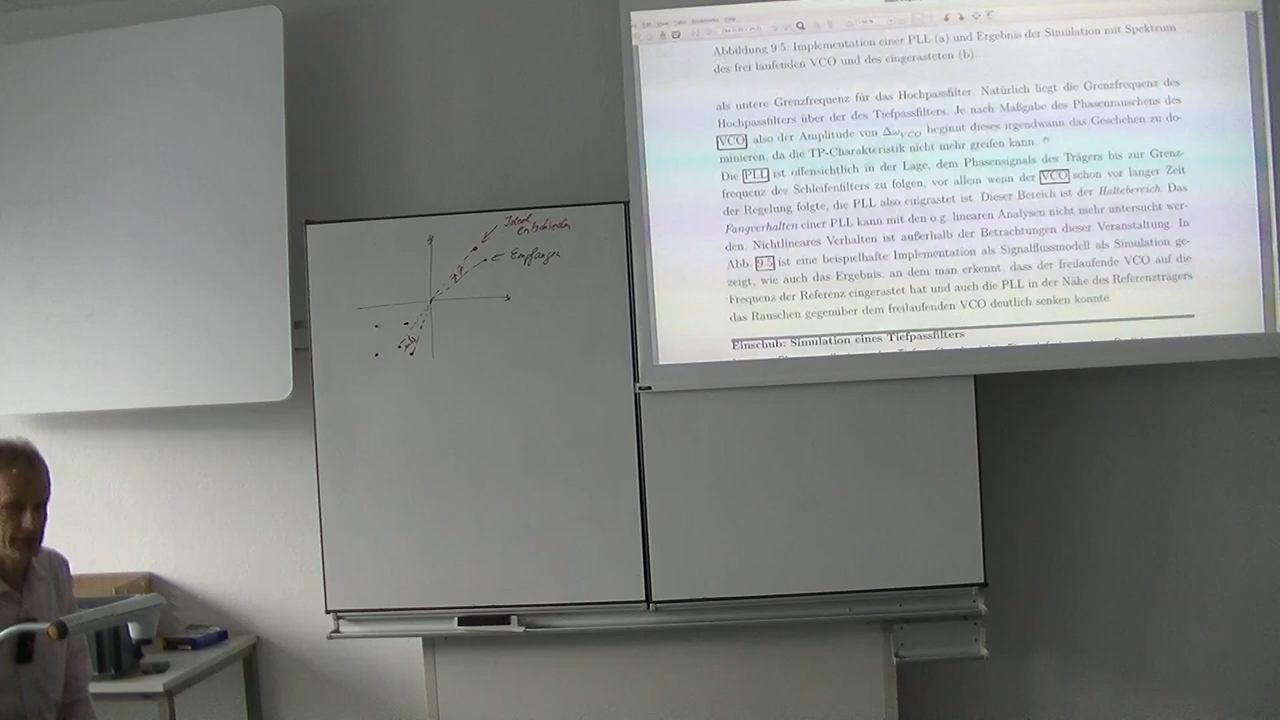 Ideal
entschieden
Empfangen
Abbildung 9.5: Implementation einer PLL (a) und Ergebnis der Simulation mit Spektrum
des frei laufenden VCO und des eingerasteten (b).
als untere Grenzfrequenz für das Hochpassfilter. Natürlich liegt die Grenzfrequenz des
Hochpassfilters über der des Tiefpassfilters. Je nach Maßgabe des Phasenrauschens des
VCO also der Amplitude von Δω_VCO beginnt dieses irgendwann das Geschehen zu do-
minieren, da die TP-Charakteristik nicht mehr greifen kann.
Die PLL ist offensichtlich in der Lage, dem Phasensignals des Trägers bis zur Grenz-
frequenz des Schleifenfilters zu folgen, vor allein wenn der VCO schon vor langer Zeit
der Regelung folgte, die PLL also eingrastet ist. Dieser Bereich ist der Haltebereich. Das
Fangverhalten einer PLL kann mit den o.g. linearen Analysen nicht mehr untersucht wer-
den. Nichtlineares Verhalten ist außerhalb der Betrachtungen dieser Veranstaltung. In
Abb. 9.5 ist eine beispielhafte Implementation als Signalflussmodell als Simulation ge-
zeigt, wie auch das Ergebnis, an dem man erkennt, dass der freilaufende VCO auf die
Frequenz der Referenz eingerastet hat und auch die PLL in der Nähe des Referenzträgers
das Rauschen gegenüber dem freilaufenden VCO deutlich senken konnte.
Einschub: Simulation eines Tiefpassfilters